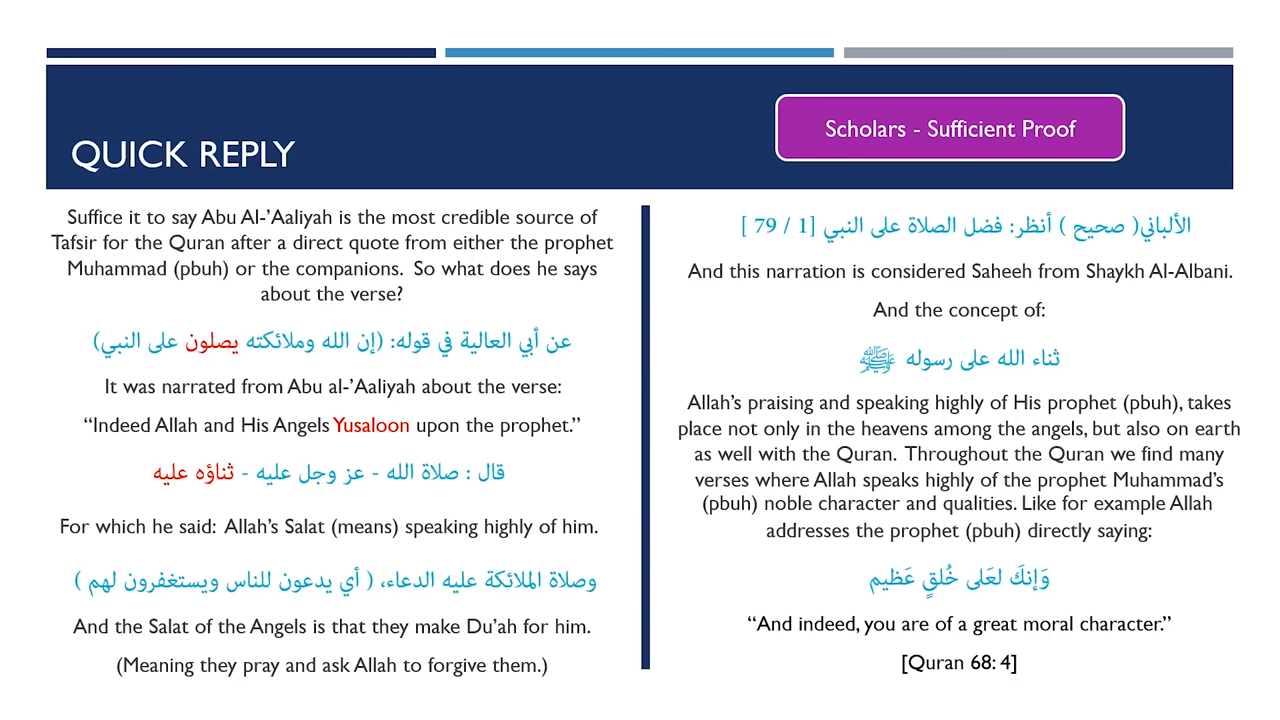 QUICK REPLY
Scholars - Sufficient Proof
Suffice it to say Abu Al-’Aaliyah is the most credible source of
Tafsir for the Quran after a direct quote from either the prophet
Muhammad (pbuh) or the companions. So what does he says
about the verse?
عن أبي العالية في قوله: (إن الله وملائكته يصلون على النبي)
It was narrated from Abu al-’Aaliyah about the verse:
“Indeed Allah and His Angels Yusaloon upon the prophet.”
قال : صلاة الله - عز وجل عليه - ثناؤه عليه
For which he said: Allah’s Salat (means) speaking highly of him.
وصلاة الملائكة عليه الدعاء، ( أي يدعون للناس ويستغفرون لهم )
And the Salat of the Angels is that they make Du’ah for him.
(Meaning they pray and ask Allah to forgive them.)
الألباني( صحيح ) أنظر: فضل الصلاة على النبي [1 / 79 ]
And this narration is considered Saheeh from Shaykh Al-Albani.
And the concept of:
ثناء الله على رسوله ﷺ
Allah’s praising and speaking highly of His prophet (pbuh), takes
place not only in the heavens among the angels, but also on earth
as well with the Quran. Throughout the Quran we find many
verses where Allah speaks highly of the prophet Muhammad’s
(pbuh) noble character and qualities. Like for example Allah
addresses the prophet (pbuh) directly saying:
وَإنكَ لعَلى خُلقٍ عَظيم
“And indeed, you are of a great moral character.”
[Quran 68: 4]